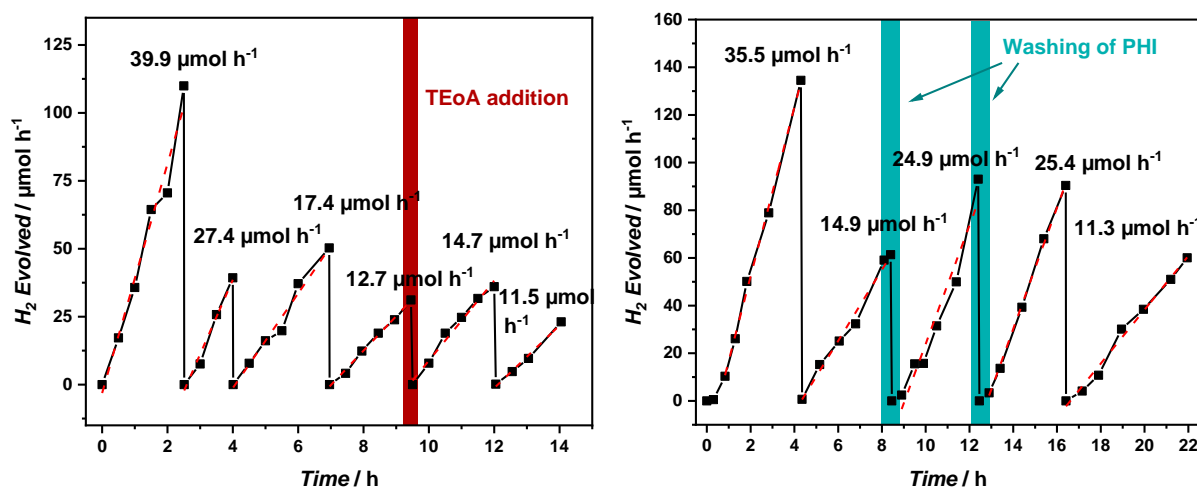 39.9 µmol h-1
TEoA addition
17.4 µmol h-1
27.4 µmol h-1
14.7 µmol h-1
12.7 µmol h-1
11.5 µmol
h-1
125
100
75
50
25
0
H2 Evolved / µmol h-1
0 2 4 6 8 10 12 14
Time / h
35.5 µmol h-1
Washing of PHI
24.9 µmol h-1
25.4 µmol h-1
14.9 µmol h-1
11.3 µmol h-1
160
140
120
100
80
60
40
20
0
H2 Evolved / µmol h-1
0 2 4 6 8 10 12 14 16 18 20 22
Time / h